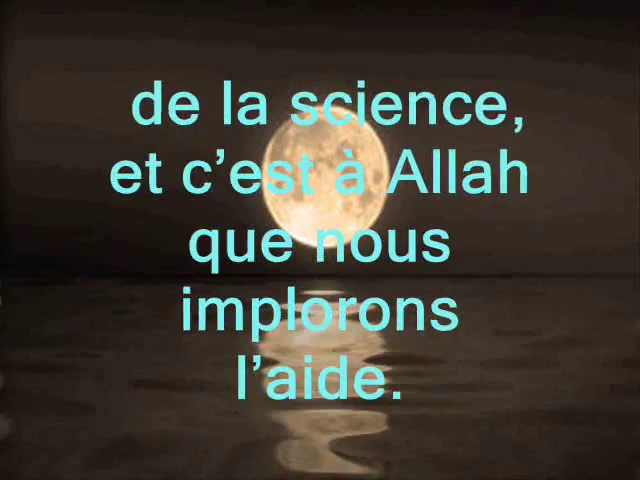 de la science,
et c’est à Allah
que nous
implorons
l’aide.